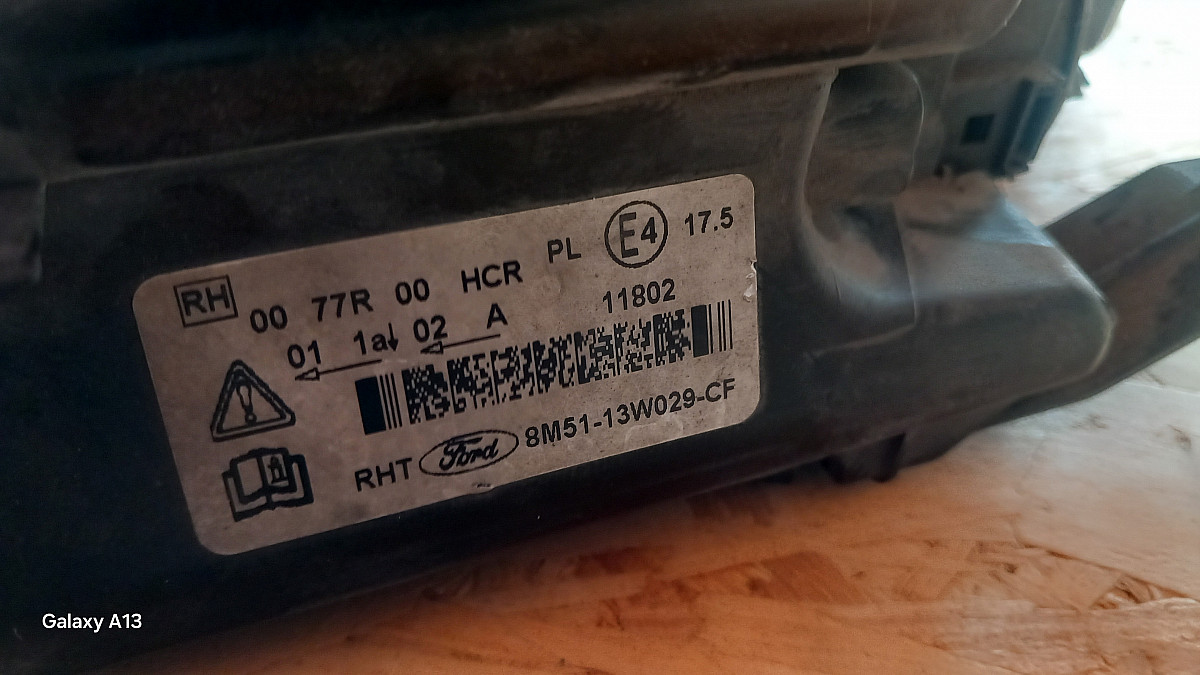 RH 00 77R 00 HCR PL E4 17.5
01 1a↓ 02 A 11802
RHT Ford 8M51-13W029-CF
Galaxy A13